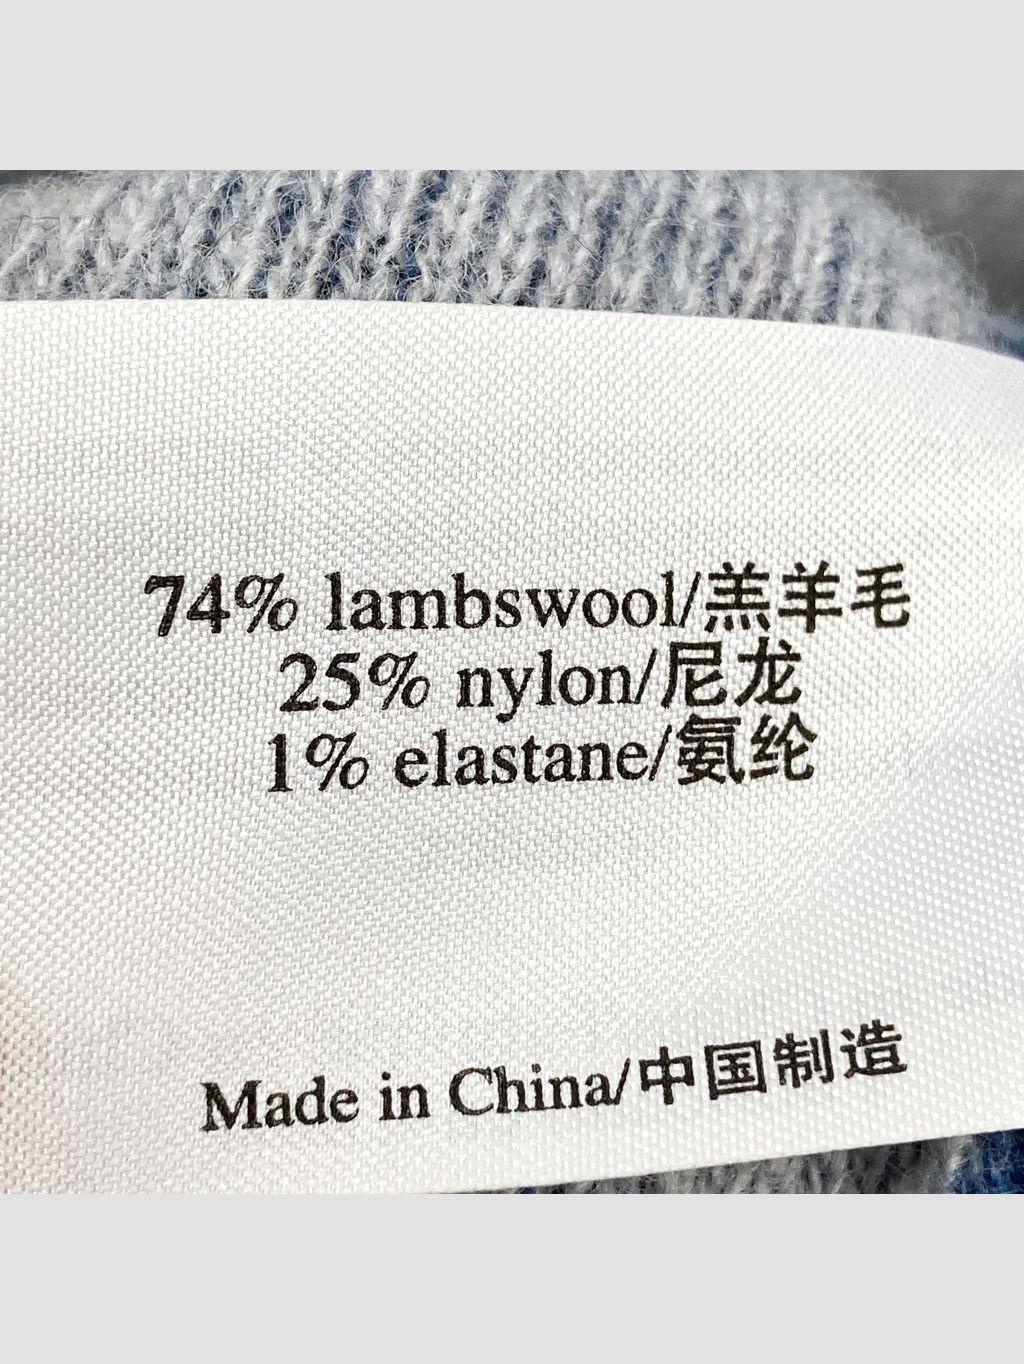 74% lambswool/羔羊毛
25% nylon/尼龙
1% elastane/氨纶
Made in China/中国制造